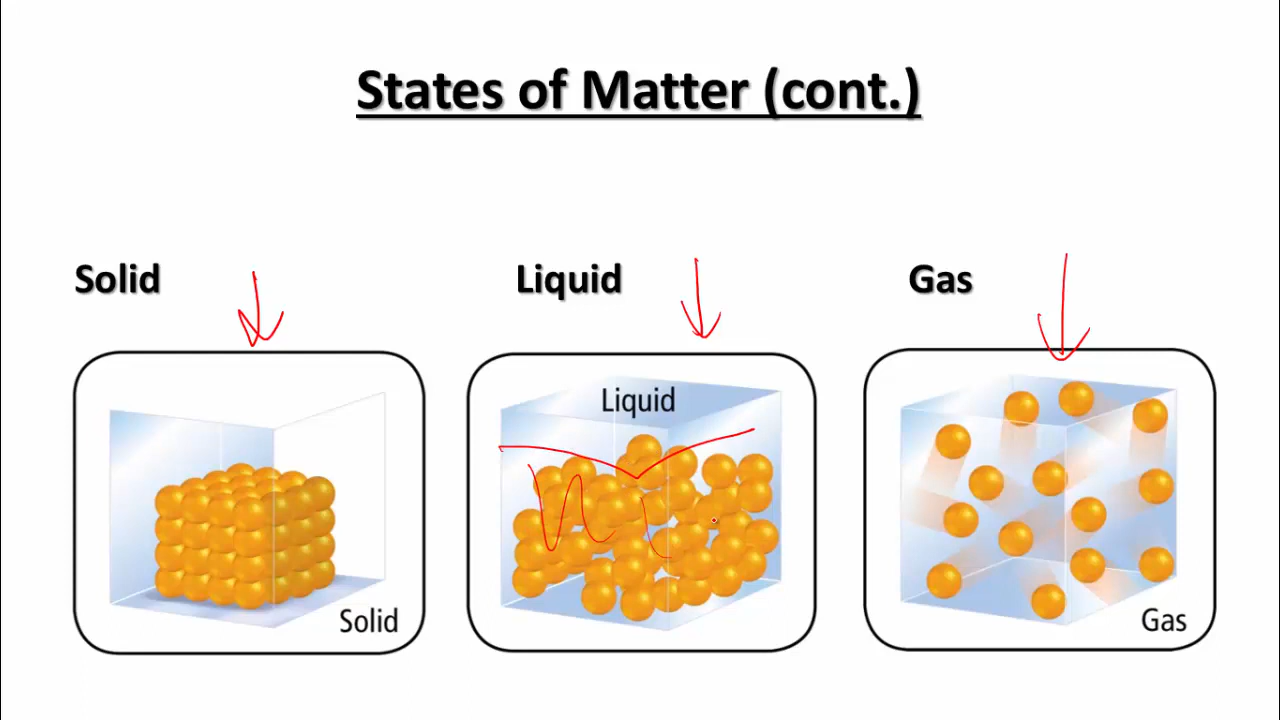 States of Matter (cont.)
Solid
Liquid
Gas
Liquid
Solid
Gas